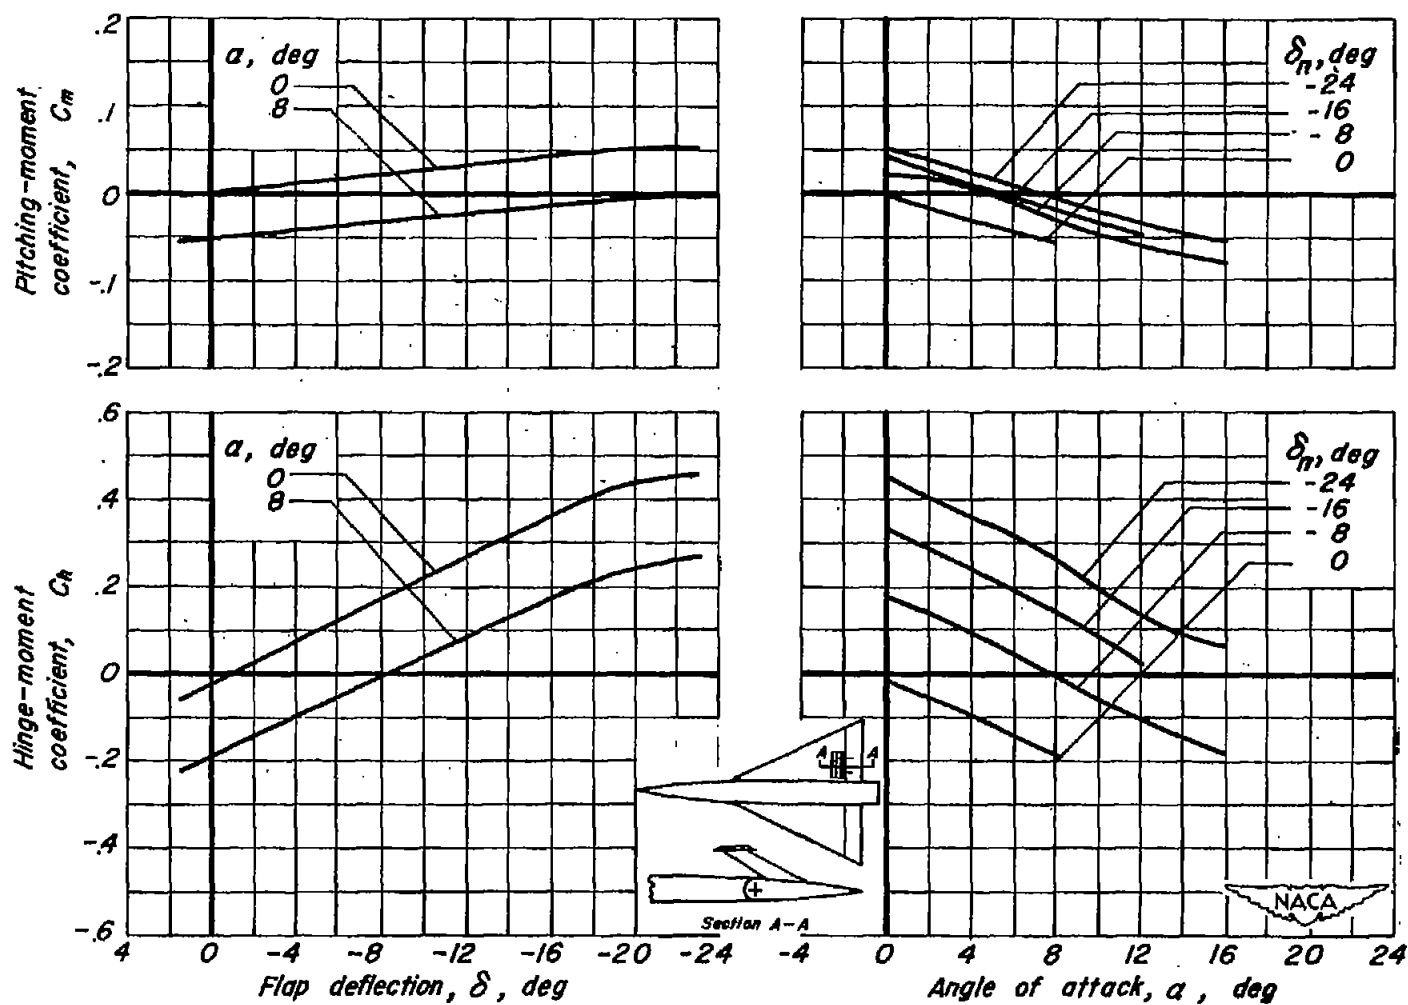 .2
.1
0
-.1
-.2
Pitching-moment
coefficient, Cm
α, deg
0
8
δn, deg
-24
-16
-8
0
.6
.4
.2
0
-.2
-.4
-.6
Hinge-moment
coefficient, Ch
α, deg
0
8
δn, deg
-24
-16
-8
0
A A
Section A-A
NACA
4 0 -4 -8 -12 -16 -20 -24
Flap deflection, δ, deg
-4 0 4 8 12 16 20 24
Angle of attack, α, deg